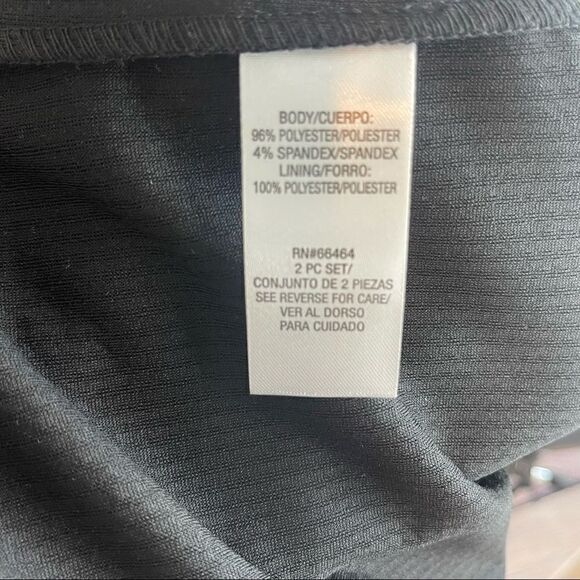 BODY/CUERPO:
96% POLYESTER/POLIESTER
4% SPANDEX/SPANDEX
LINING/FORRO:
100% POLYESTER/POLIESTER
RN#66464
2 PC SET/
CONJUNTO DE 2 PIEZAS
SEE REVERSE FOR CARE/
VER AL DORSO
PARA CUIDADO